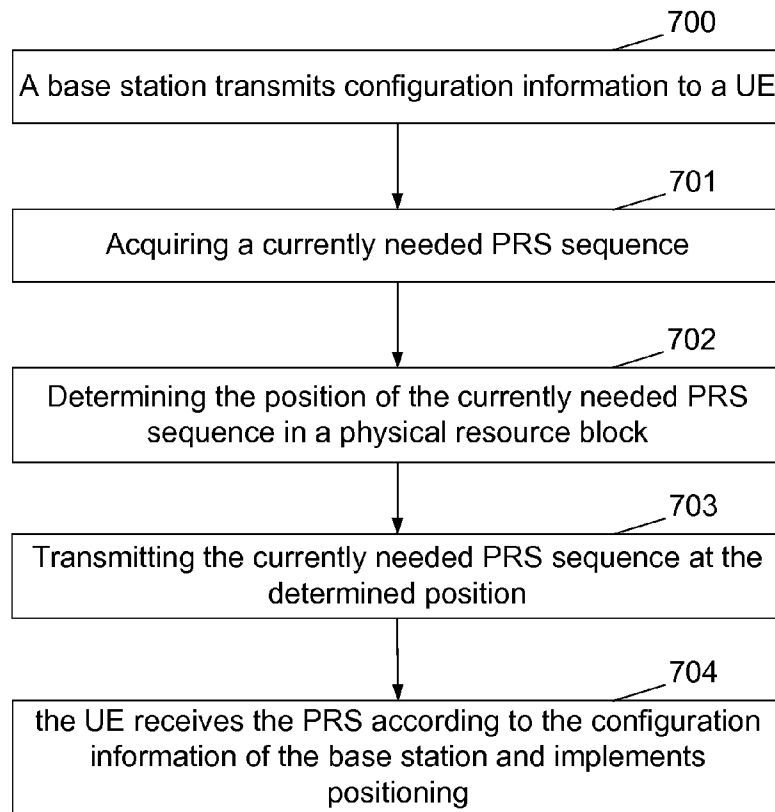 700
A base station transmits configuration information to a UE
701
Acquiring a currently needed PRS sequence
702
Determining the position of the currently needed PRS
sequence in a physical resource block
703
Transmitting the currently needed PRS sequence at the
determined position
704
the UE receives the PRS according to the configuration
information of the base station and implements
positioning